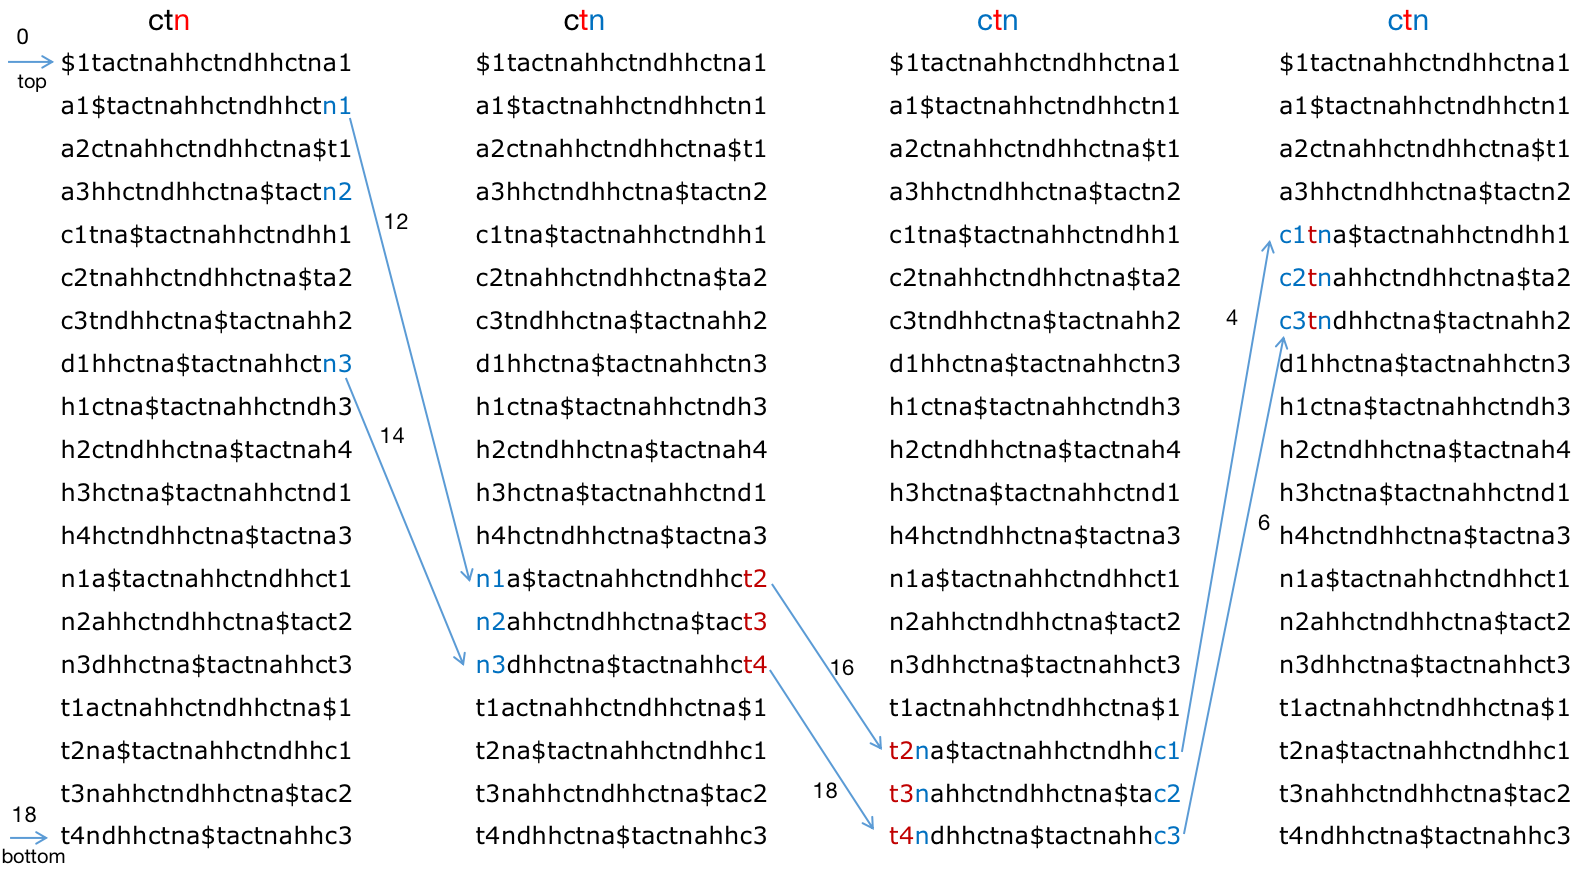 ctn ctn ctn ctn
0
$1tactnahhctndhhctna1 $1tactnahhctndhhctna1 $1tactnahhctndhhctna1 $1tactnahhctndhhctna1
top
a1$tactnahhctndhhctn1 a1$tactnahhctndhhctn1 a1$tactnahhctndhhctn1 a1$tactnahhctndhhctn1
a2ctnahhctndhhctna$t1 a2ctnahhctndhhctna$t1 a2ctnahhctndhhctna$t1 a2ctnahhctndhhctna$t1
a3hhctndhhctna$tactn2 a3hhctndhhctna$tactn2 a3hhctndhhctna$tactn2 a3hhctndhhctna$tactn2
12
c1tna$tactnahhctndhh1 c1tna$tactnahhctndhh1 c1tna$tactnahhctndhh1 c1tna$tactnahhctndhh1
c2tnahhctndhhctna$ta2 c2tnahhctndhhctna$ta2 c2tnahhctndhhctna$ta2 c2tnahhctndhhctna$ta2
4
c3tndhhctna$tactnahh2 c3tndhhctna$tactnahh2 c3tndhhctna$tactnahh2 c3tndhhctna$tactnahh2
d1hhctna$tactnahhctn3 d1hhctna$tactnahhctn3 d1hhctna$tactnahhctn3 d1hhctna$tactnahhctn3
h1ctna$tactnahhctndh3 h1ctna$tactnahhctndh3 h1ctna$tactnahhctndh3 h1ctna$tactnahhctndh3
14
h2ctndhhctna$tactnah4 h2ctndhhctna$tactnah4 h2ctndhhctna$tactnah4 h2ctndhhctna$tactnah4
h3hctna$tactnahhctnd1 h3hctna$tactnahhctnd1 h3hctna$tactnahhctnd1 h3hctna$tactnahhctnd1
6
h4hctndhhctna$tactna3 h4hctndhhctna$tactna3 h4hctndhhctna$tactna3 h4hctndhhctna$tactna3
n1a$tactnahhctndhhct1 n1a$tactnahhctndhhct2 n1a$tactnahhctndhhct1 n1a$tactnahhctndhhct1
n2ahhctndhhctna$tact2 n2ahhctndhhctna$tact3 n2ahhctndhhctna$tact2 n2ahhctndhhctna$tact2
n3dhhctna$tactnahhct3 n3dhhctna$tactnahhct4 n3dhhctna$tactnahhct3 n3dhhctna$tactnahhct3
16
t1actnahhctndhhctna$1 t1actnahhctndhhctna$1 t1actnahhctndhhctna$1 t1actnahhctndhhctna$1
t2na$tactnahhctndhhc1 t2na$tactnahhctndhhc1 t2na$tactnahhctndhhc1 t2na$tactnahhctndhhc1
18
t3nahhctndhhctna$tac2 t3nahhctndhhctna$tac2 t3nahhctndhhctna$tac2 t3nahhctndhhctna$tac2
18
t4ndhhctna$tactnahhc3 t4ndhhctna$tactnahhc3 t4ndhhctna$tactnahhc3 t4ndhhctna$tactnahhc3
bottom